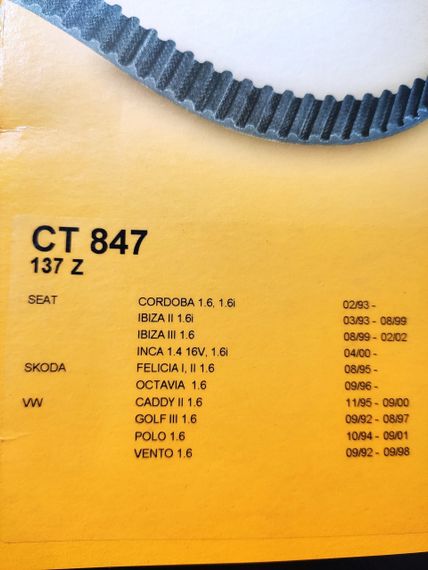 CT 847
137 Z
SEAT CORDOBA 1.6, 1.6i 02/93 -
IBIZA II 1.6i 03/93 - 08/99
IBIZA III 1.6 08/99 - 02/02
INCA 1.4 16V, 1.6i 04/00 -
SKODA FELICIA I, II 1.6 08/95 -
OCTAVIA 1.6 09/96 -
VW CADDY II 1.6 11/95 - 09/00
GOLF III 1.6 09/92 - 08/97
POLO 1.6 10/94 - 09/01
VENTO 1.6 09/92 - 09/98